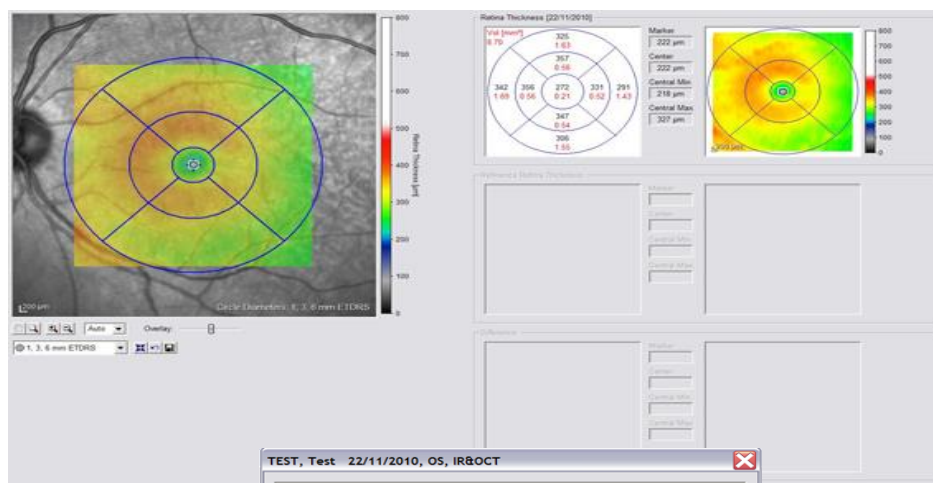 Retina Thickness [22/11/2010]
800
700
600
500
400
300
200
100
0
Retina Thickness [µm]
200 µm
Circle Diameters: 1, 3, 6 mm ETDRS
Auto
Overlay:
1, 3, 6 mm ETDRS
Vol [mm³]
8.70
325
1.63
357
0.56
342
356
272
331
291
1.69
0.56
0.21
0.52
1.43
347
0.54
1.55
Marker
222 µm
Center
222 µm
Central Min
218 µm
Central Max
327 µm
200 µm
800
700
600
500
400
300
200
100
0
Reference Retina Thickness
Marker
Center
Central Min
Central Max
Difference
Marker
Center
Central Min
Central Max
TEST, Test 22/11/2010, OS, IR&OCT